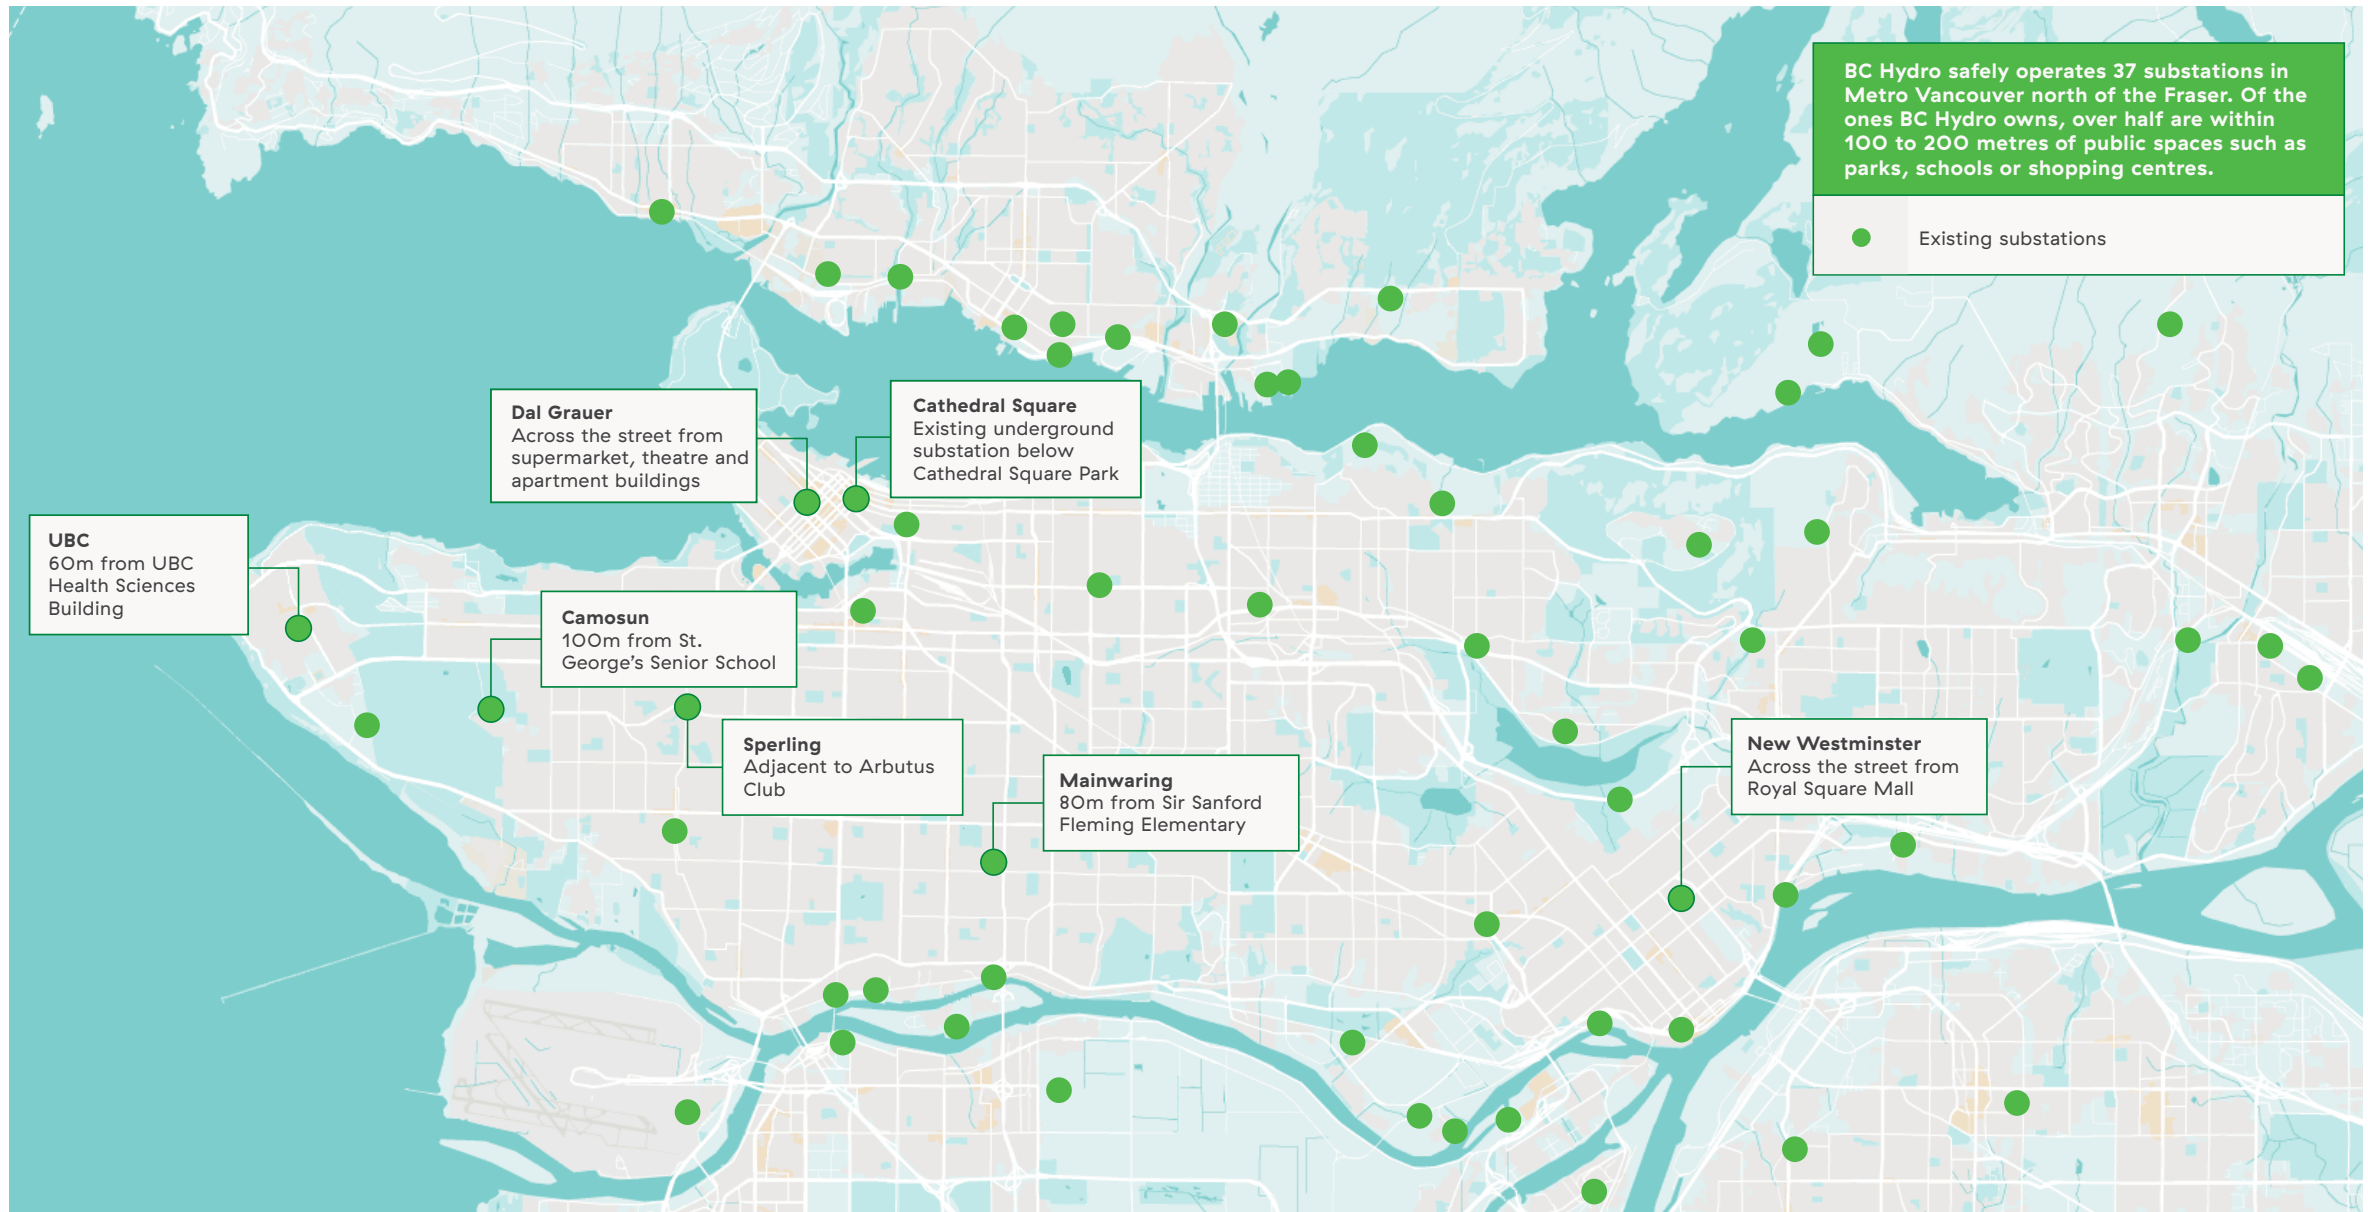 BC Hydro safely operates 37 substations in
Metro Vancouver north of the Fraser. Of the
ones BC Hydro owns, over half are within
100 to 200 metres of public spaces such as
parks, schools or shopping centres.
Existing substations
Dal Grauer
Across the street from
supermarket, theatre and
apartment buildings
Cathedral Square
Existing underground
substation below
Cathedral Square Park
UBC
60m from UBC
Health Sciences
Building
Camosun
100m from St.
George’s Senior School
Sperling
Adjacent to Arbutus
Club
Mainwaring
80m from Sir Sanford
Fleming Elementary
New Westminster
Across the street from
Royal Square Mall